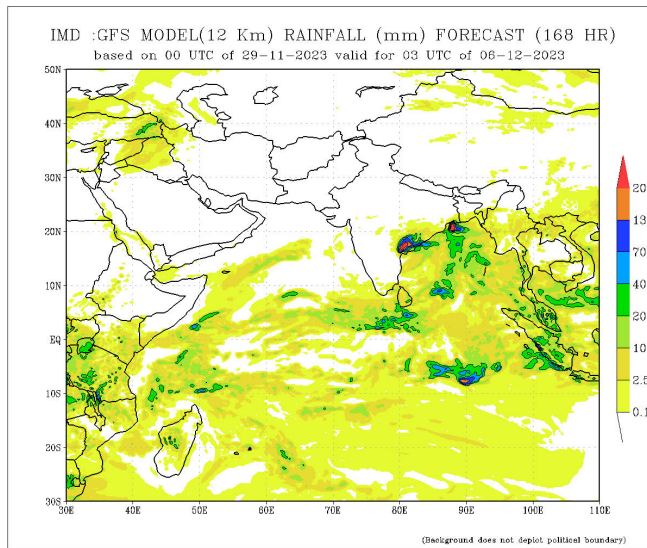 IMD :GFS MODEL(12 Km) RAINFALL (mm) FORECAST (168 HR)
based on 00 UTC of 29-11-2023 valid for 03 UTC of 06-12-2023
50N
40N
30N
20N
10N
EQ
10S
20S
30S
30E 40E 50E 60E 70E 80E 90E 100E 110E
20
13
70
40
20
10
2.5
0.1
(Background does not depict political boundary)